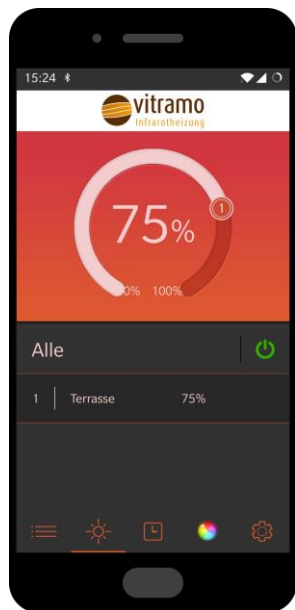 15:24
vitramo
Infrarotheizung
1
75%
0% 100%
Alle
1 Terrasse 75%